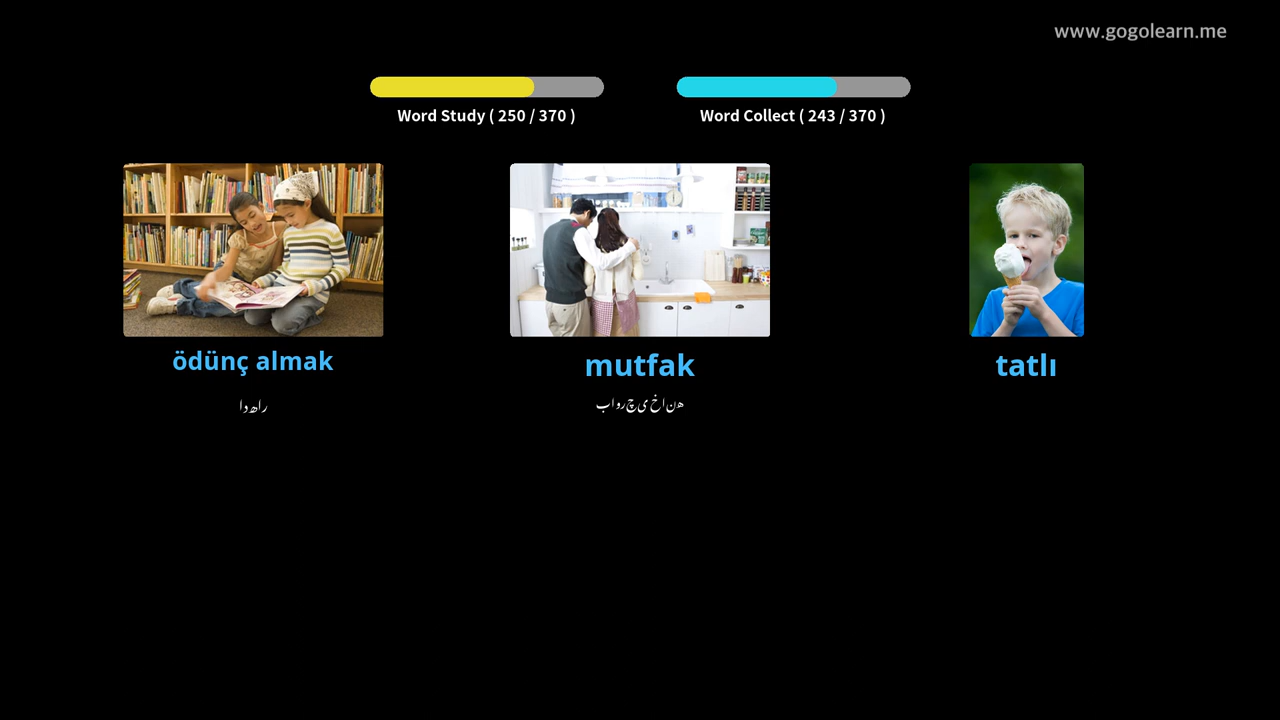 www.gogolearn.me
Word Study ( 250 / 370 )
Word Collect ( 243 / 370 )
ödünç almak
mutfak
tatlı
ادھار
باورچی خانہ